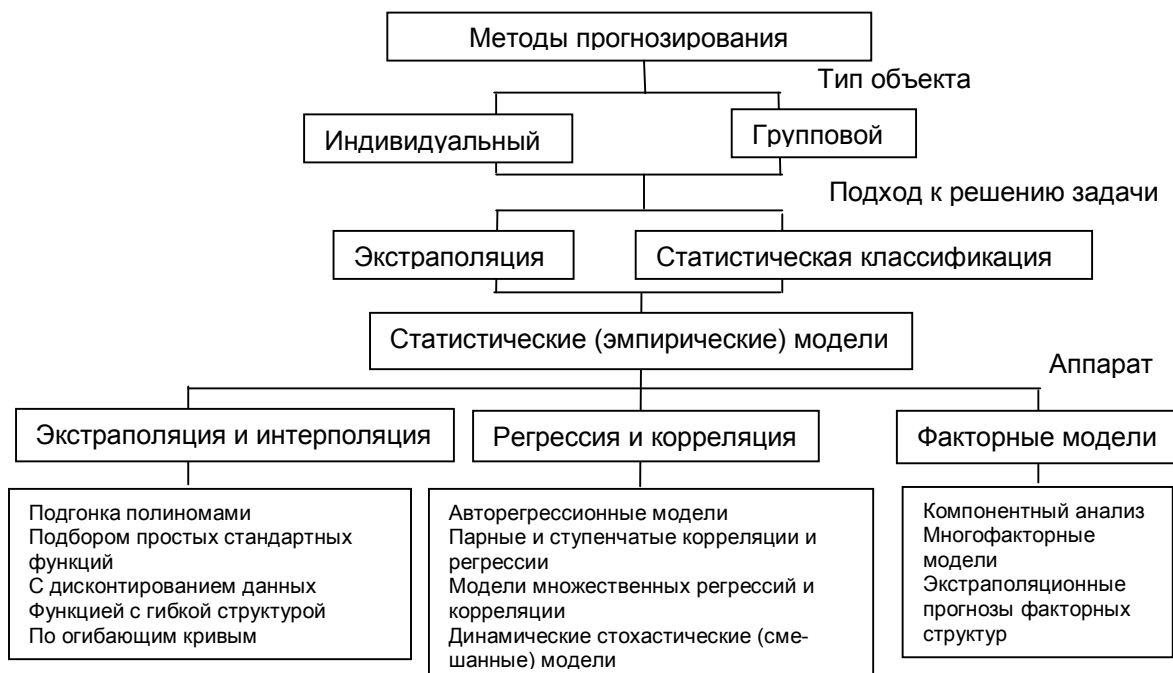 Методы прогнозирования
Тип объекта
Индивидуальный
Групповой
Подход к решению задачи
Экстраполяция
Статистическая классификация
Статистические (эмпирические) модели
Аппарат
Экстраполяция и интерполяция
Регрессия и корреляция
Факторные модели
Подгонка полиномами
Подбором простых стандартных
функций
С дисконтированием данных
Функцией с гибкой структурой
По огибающим кривым
Авторегрессионные модели
Парные и ступенчатые корреляции и
регрессии
Модели множественных регрессий и
корреляции
Динамические стохастические (сме-
шанные) модели
Компонентный анализ
Многофакторные
модели
Экстраполяционные
прогнозы факторных
структур